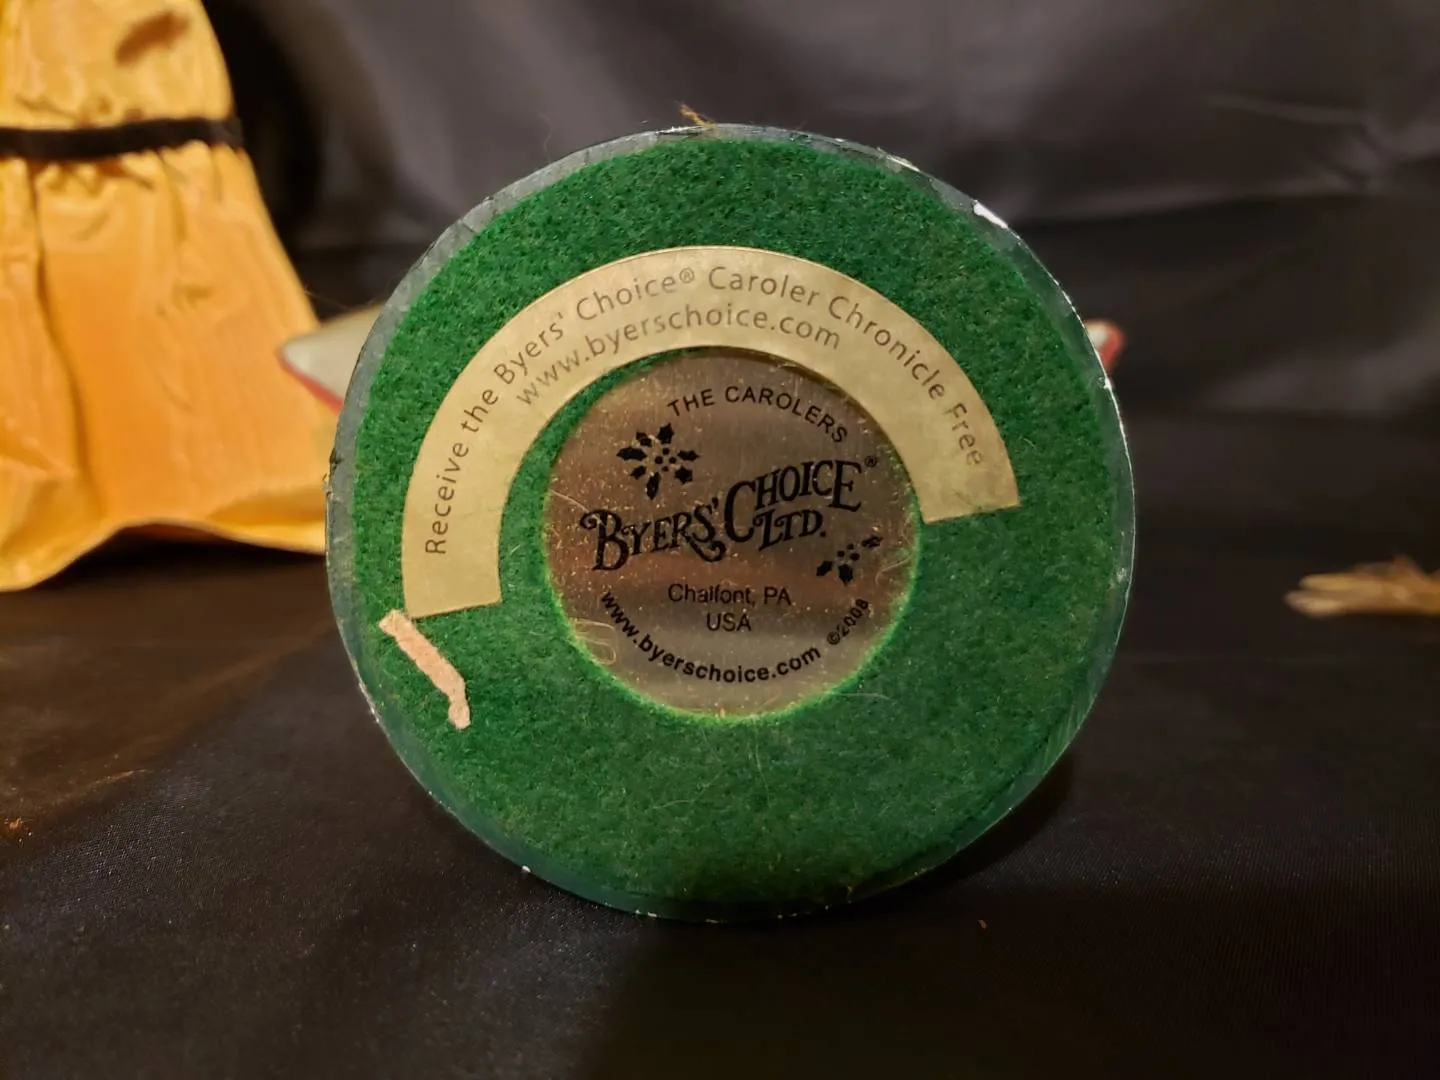 Receive the Byers' Choice® Caroler Chronicle Free
www.byerschoice.com
THE CAROLERS
BYERS' CHOICE®
LTD.
Chalfont, PA
USA
www.byerschoice.com ©2008